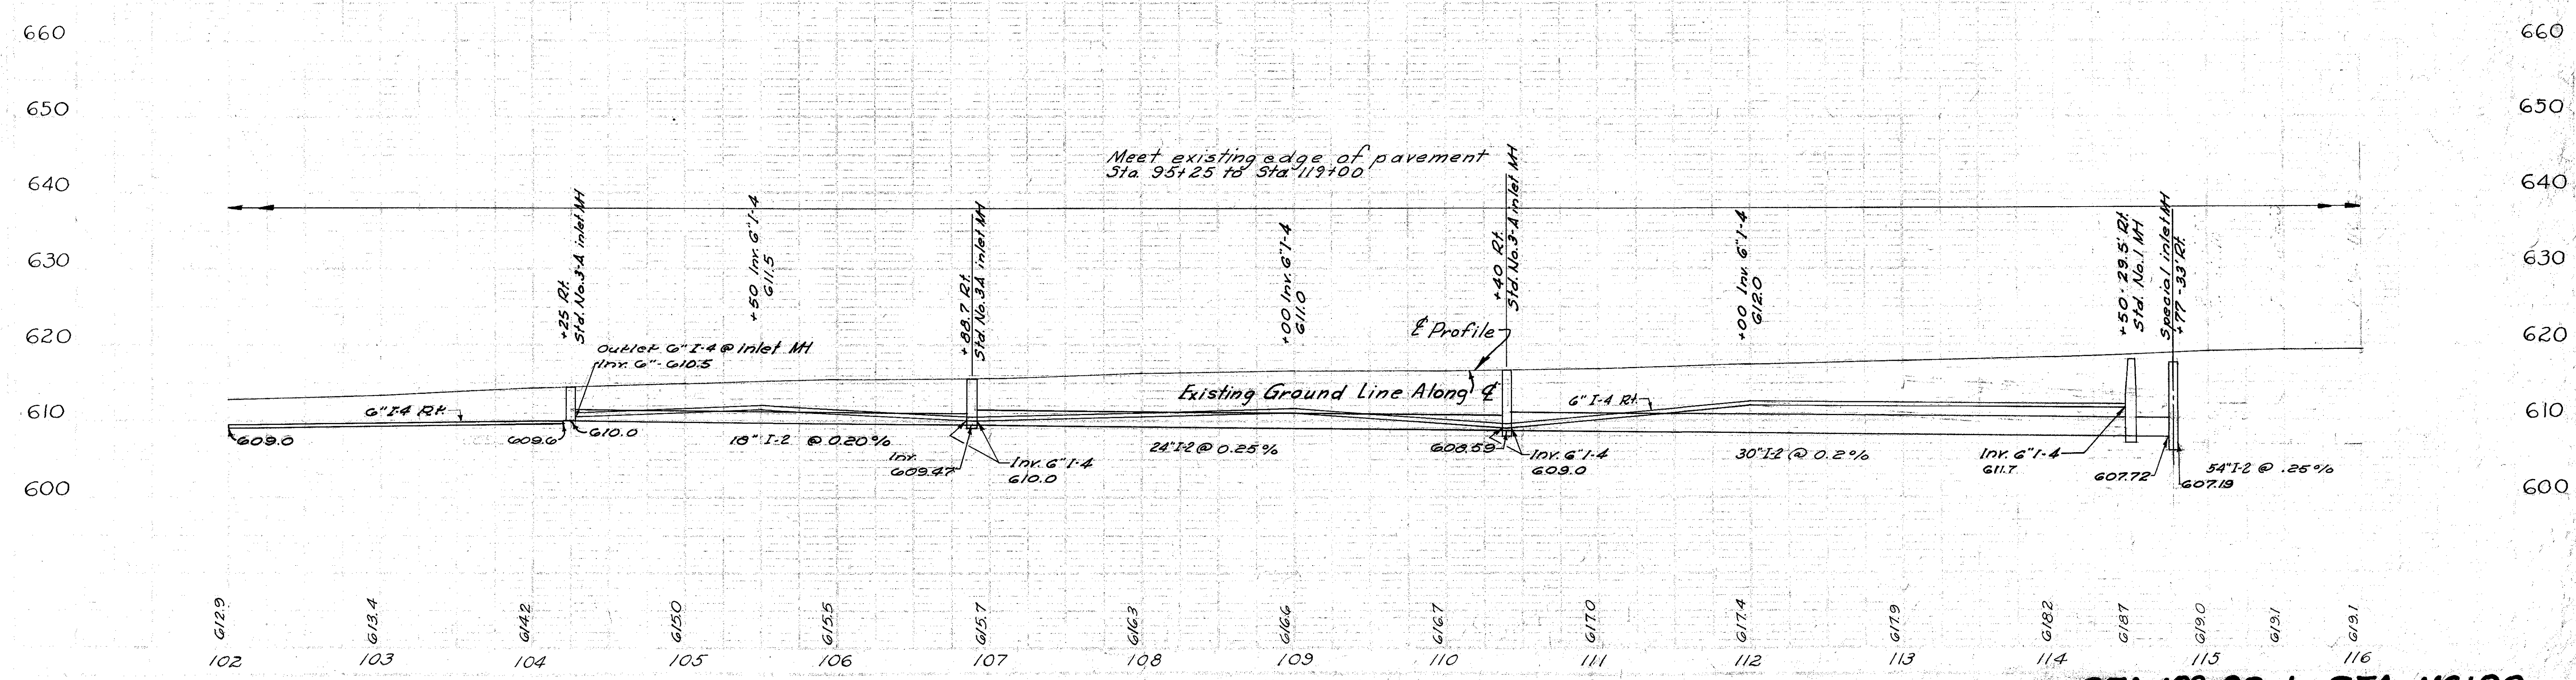 660
660
650
650
640
640
630
630
620
620
610
610
600
600
Meet existing edge of pavement
Sta. 95+25 to Sta 119+00
+25 Rt.
Std. No.3-A inlet MH
+50 Inv. 6" I-4
611.5
+88.7 Rt.
Std. No.3A inlet MH
+00 Inv. 6" I-4
611.0
+40 Rt.
Std. No.3-A inlet MH
+00 Inv. 6" I-4
612.0
+50 - 29.5' Rt.
Std. No.1 MH
Special inlet MH
+77 - 33' Rt.
Outlet 6" I-4 @ inlet MH
Inv. 6" - 610.5
℄ Profile
Existing Ground Line Along ℄
6" I-4 Rt.
6" I-4 Rt.
609.0
609.6
610.0
18" I-2 @ 0.20%
Inv.
609.47
Inv. 6" I-4
610.0
24" I-2 @ 0.25%
608.59
Inv. 6" I-4
609.0
30" I-2 @ 0.2%
Inv. 6" I-4
611.7
607.72
607.19
54" I-2 @ .25%
612.9
613.4
614.2
615.0
615.5
615.7
616.3
616.6
616.7
617.0
617.4
617.9
618.2
618.7
619.0
619.1
619.1
102
103
104
105
106
107
108
109
110
111
112
113
114
115
116